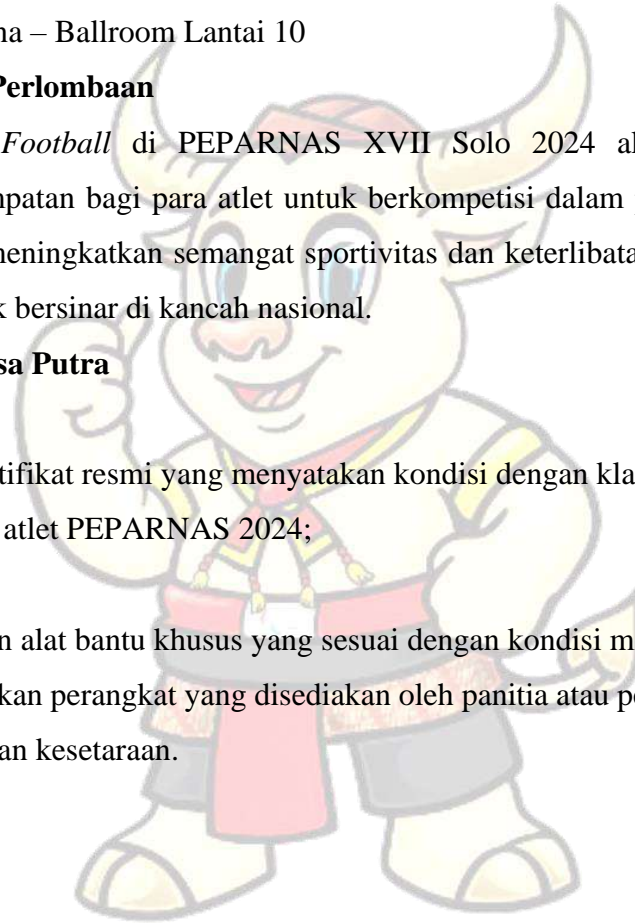 na – Ballroom Lantai 10
Perlombaan
Football di PEPARNAS XVII Solo 2024 a
patan bagi para atlet untuk berkompetisi dalam
meningkatkan semangat sportivitas dan keterlibata
k bersinar di kancah nasional.
sa Putra
tifikat resmi yang menyatakan kondisi dengan kla
atlet PEPARNAS 2024;
n alat bantu khusus yang sesuai dengan kondisi m
kan perangkat yang disediakan oleh panitia atau pe
an kesetaraan.